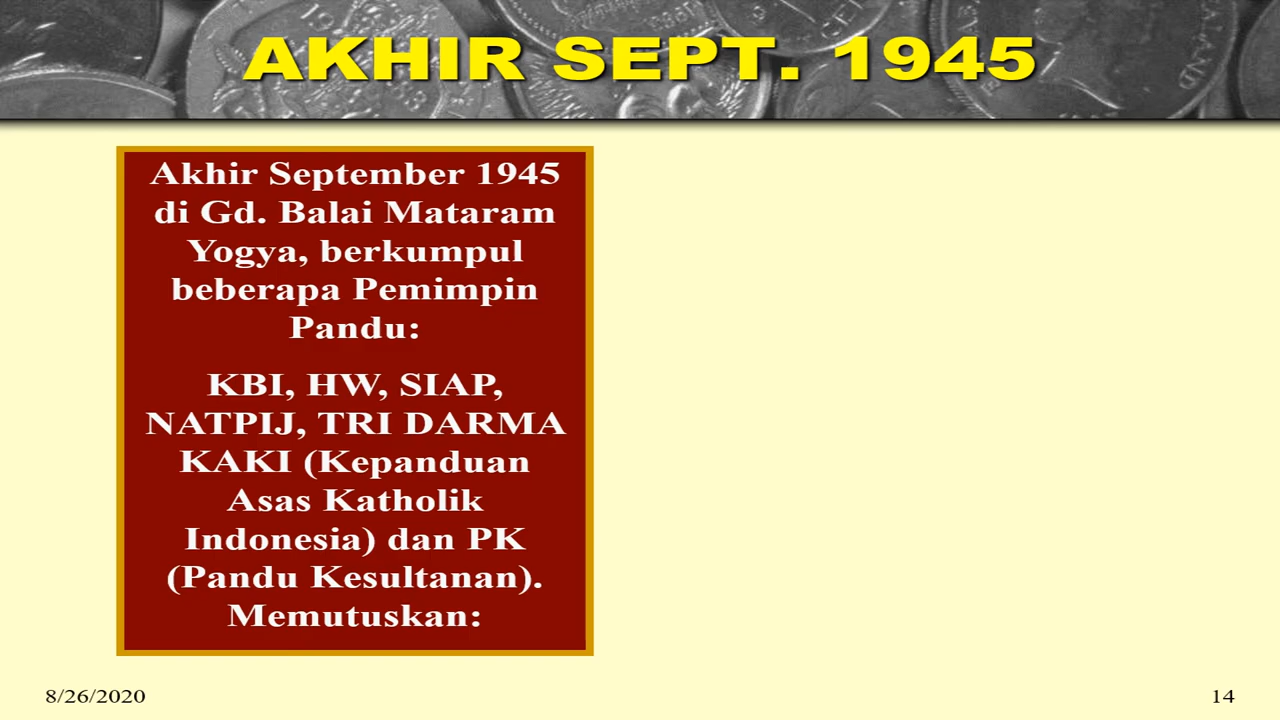 AKHIR SEPT. 1945
Akhir September 1945
di Gd. Balai Mataram
Yogya, berkumpul
beberapa Pemimpin
Pandu:
KBI, HW, SIAP,
NATPIJ, TRI DARMA
KAKI (Kepanduan
Asas Katholik
Indonesia) dan PK
(Pandu Kesultanan).
Memutuskan:
8/26/2020
14